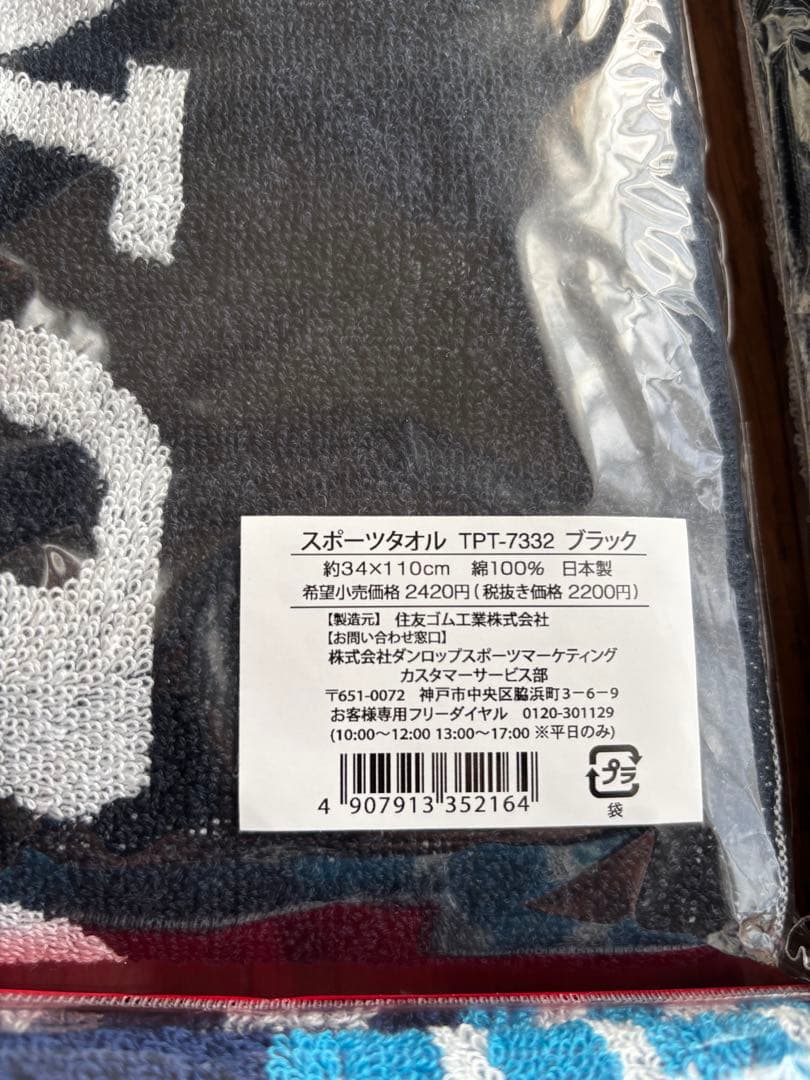 スポーツタオル TPT-7332 ブラック
約34×110cm 綿100% 日本製
希望小売価格 2420円(税抜き価格 2200円)
【製造元】 住友ゴム工業株式会社
【お問い合わせ窓口】
株式会社ダンロップスポーツマーケティング
カスタマーサービス部
〒651-0072 神戸市中央区脇浜町3-6-9
お客様専用フリーダイヤル 0120-301129
(10:00～12:00 13:00～17:00 ※平日のみ)
4 907913 352164
プラ
袋